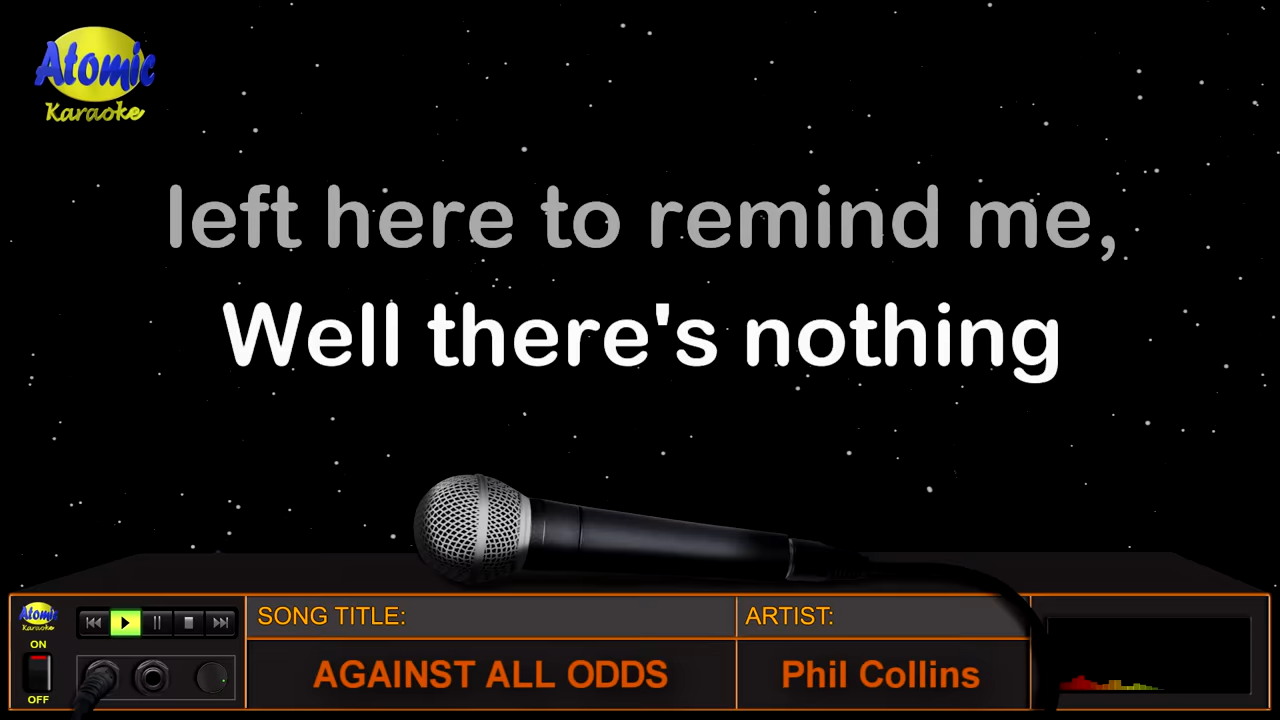 Atomic
Karaoke
left here to remind me,
Well there's nothing
Atomic
Karaoke
ON
OFF
SONG TITLE:
ARTIST:
AGAINST ALL ODDS
Phil Collins